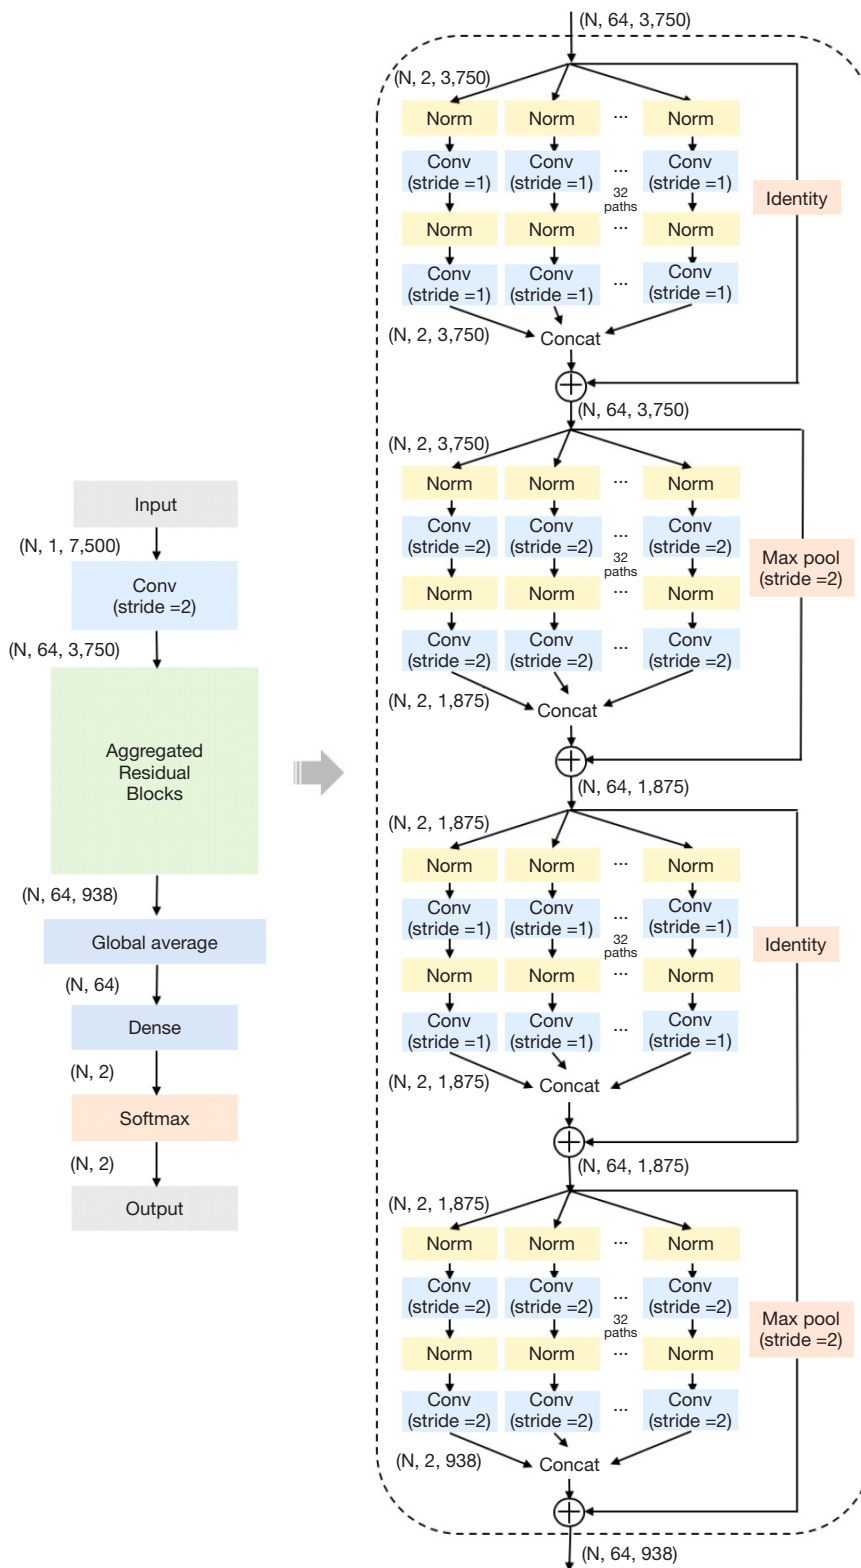 Input
(N, 1, 7,500)
Conv
(stride =2)
(N, 64, 3,750)
Aggregated
Residual
Blocks
(N, 64, 938)
Global average
(N, 64)
Dense
(N, 2)
Softmax
(N, 2)
Output
(N, 64, 3,750)
(N, 2, 3,750)
Norm Norm ... Norm
Conv Conv ... Conv
(stride =1) (stride =1) (stride =1)
32
paths
Identity
Norm Norm ... Norm
Conv Conv ... Conv
(stride =1) (stride =1) (stride =1)
(N, 2, 3,750) Concat
(N, 64, 3,750)
(N, 2, 3,750)
Norm Norm ... Norm
Conv Conv ... Conv
(stride =2) (stride =2) (stride =2)
32
paths
Max pool
(stride =2)
Norm Norm ... Norm
Conv Conv ... Conv
(stride =2) (stride =2) (stride =2)
(N, 2, 1,875) Concat
(N, 64, 1,875)
(N, 2, 1,875)
Norm Norm ... Norm
Conv Conv ... Conv
(stride =1) (stride =1) (stride =1)
32
paths
Identity
Norm Norm ... Norm
Conv Conv ... Conv
(stride =1) (stride =1) (stride =1)
(N, 2, 1,875) Concat
(N, 64, 1,875)
(N, 2, 1,875)
Norm Norm ... Norm
Conv Conv ... Conv
(stride =2) (stride =2) (stride =2)
32
paths
Max pool
(stride =2)
Norm Norm ... Norm
Conv Conv ... Conv
(stride =2) (stride =2) (stride =2)
(N, 2, 938) Concat
(N, 64, 938)